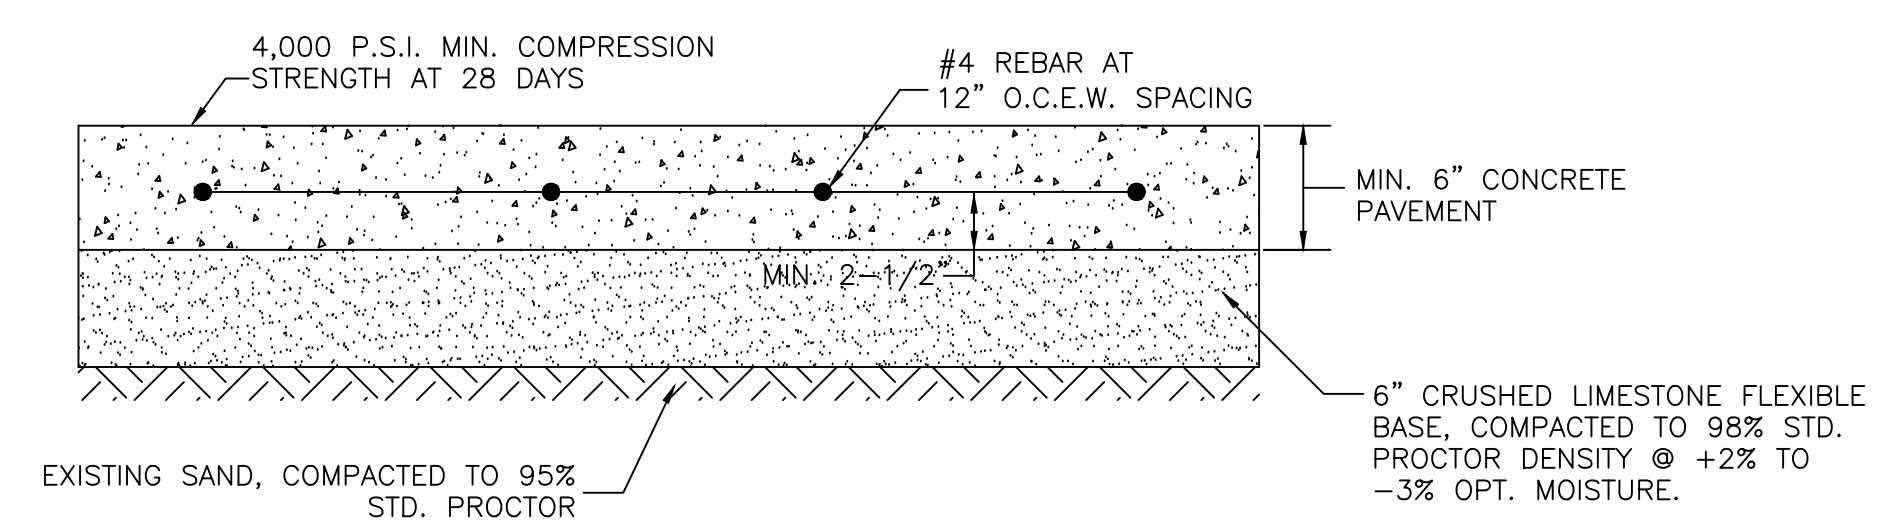 4,000 P.S.I. MIN. COMPRESSION
STRENGTH AT 28 DAYS
#4 REBAR AT
12” O.C.E.W. SPACING
MIN. 6” CONCRETE
PAVEMENT
MIN. 2-1/2”
6” CRUSHED LIMESTONE FLEXIBLE
BASE, COMPACTED TO 98% STD.
PROCTOR DENSITY @ +2% TO
-3% OPT. MOISTURE.
EXISTING SAND, COMPACTED TO 95%
STD. PROCTOR